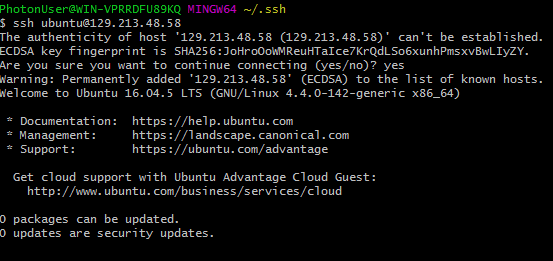 PhotonUser@WIN-VPRRDFU89KQ MINGW64 ~/.ssh
$ ssh ubuntu@129.213.48.58
The authenticity of host '129.213.48.58 (129.213.48.58)' can't be established.
ECDSA key fingerprint is SHA256:JoHroOoWMReuHTaIce7KrQdLSo6xunhPmsxvBwLIyZY.
Are you sure you want to continue connecting (yes/no)? yes
Warning: Permanently added '129.213.48.58' (ECDSA) to the list of known hosts.
Welcome to Ubuntu 16.04.5 LTS (GNU/Linux 4.4.0-142-generic x86_64)
* Documentation: https://help.ubuntu.com
* Management: https://landscape.canonical.com
* Support: https://ubuntu.com/advantage
Get cloud support with Ubuntu Advantage Cloud Guest:
http://www.ubuntu.com/business/services/cloud
0 packages can be updated.
0 updates are security updates.